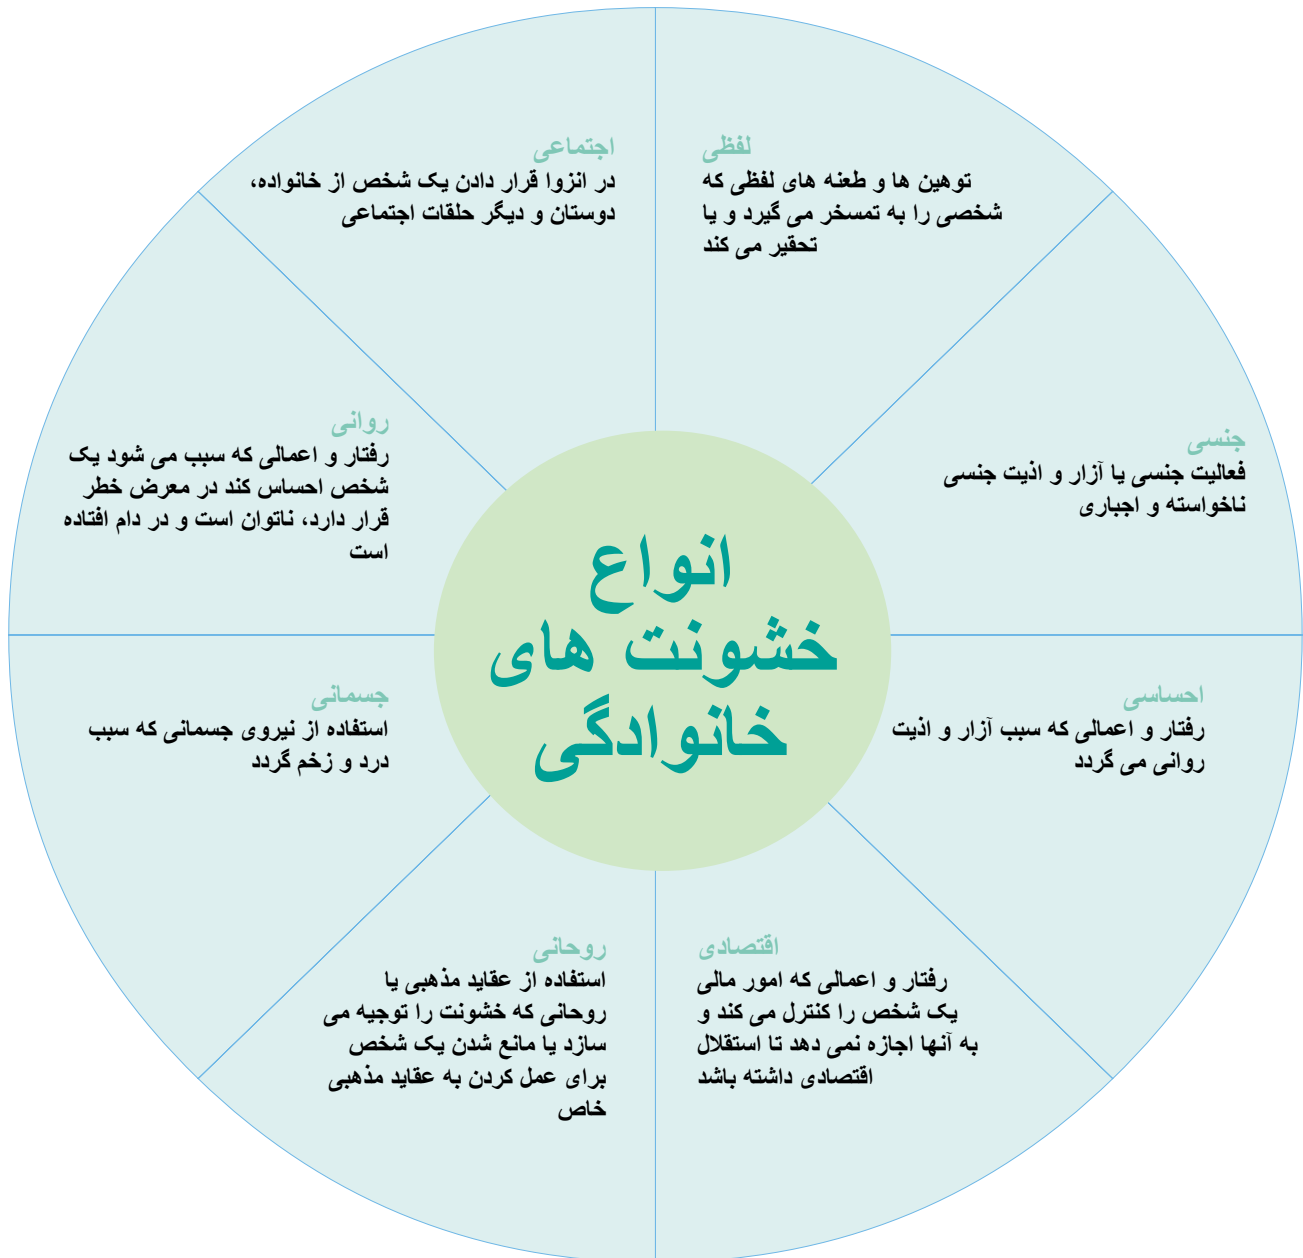 انواع
خشونت های
خانوادگی
لفظی
توهین ها و طعنه های لفظی که
شخصی را به تمسخر می گیرد و یا
تحقیر می کند
جنسی
فعالیت جنسی یا آزار و اذیت جنسی
ناخواسته و اجباری
احساسی
رفتار و اعمالی که سبب آزار و اذیت
روانی می گردد
اقتصادی
رفتار و اعمالی که امور مالی
یک شخص را کنترل می کند و
به آنها اجازه نمی دهد تا استقلال
اقتصادی داشته باشد
روحانی
استفاده از عقاید مذهبی یا
روحانی که خشونت را توجیه می
سازد یا مانع شدن یک شخص
برای عمل کردن به عقاید مذهبی
خاص
جسمانی
استفاده از نیروی جسمانی که سبب
درد و زخم گردد
روانی
رفتار و اعمالی که سبب می شود یک
شخص احساس کند در معرض خطر
قرار دارد، ناتوان است و در دام افتاده
است
اجتماعی
در انزوا قرار دادن یک شخص از خانواده،
دوستان و دیگر حلقات اجتماعی